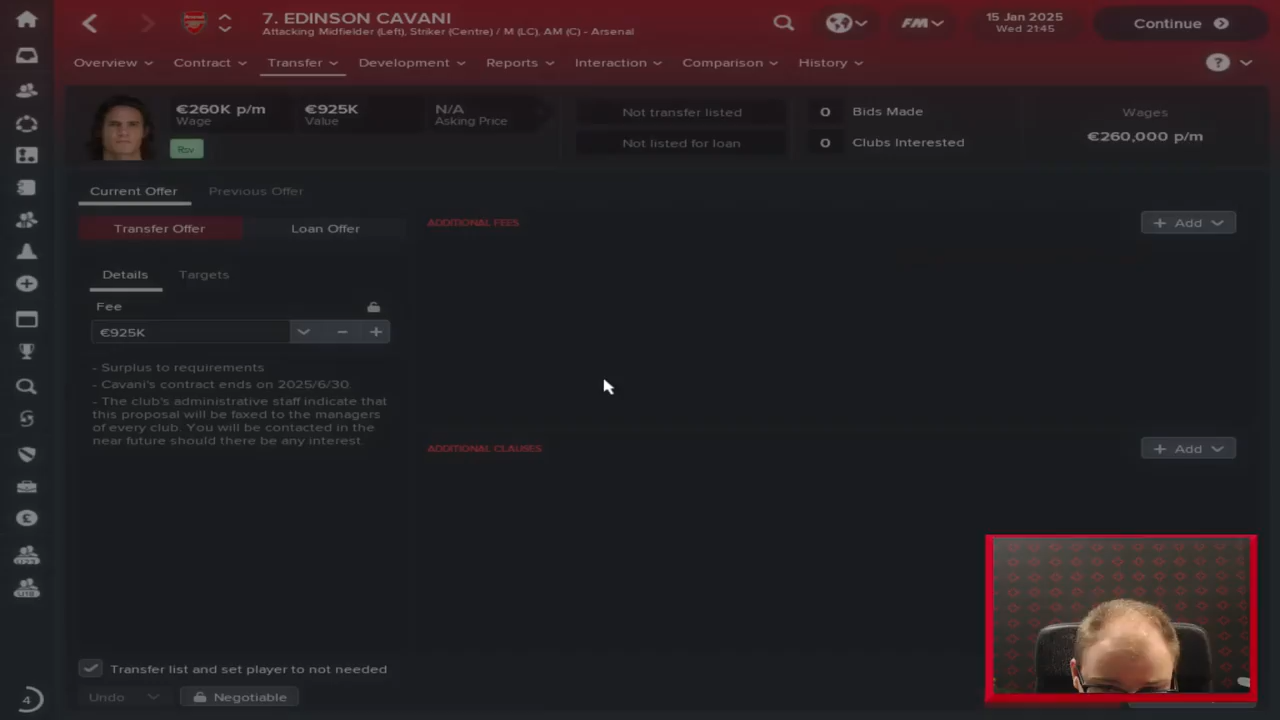 7. EDINSON CAVANI
Attacking Midfielder (Left), Striker (Centre) / M (LC), AM (C) - Arsenal
FM
15 Jan 2025
Wed 21:45
Continue
Overview
Contract
Transfer
Development
Reports
Interaction
Comparison
History
?
€260K p/m
Wage
€925K
Value
N/A
Asking Price
Rsv
Not transfer listed
Not listed for loan
0 Bids Made
0 Clubs Interested
Wages
€260,000 p/m
Current Offer
Previous Offer
Transfer Offer
Loan Offer
Details
Targets
Fee
€925K
- Surplus to requirements
- Cavani's contract ends on 2025/6/30.
- The club's administrative staff indicate that
this proposal will be faxed to the managers
of every club. You will be contacted in the
near future should there be any interest.
ADDITIONAL FEES
+ Add
ADDITIONAL CLAUSES
+ Add
Transfer list and set player to not needed
Undo
Negotiable
4